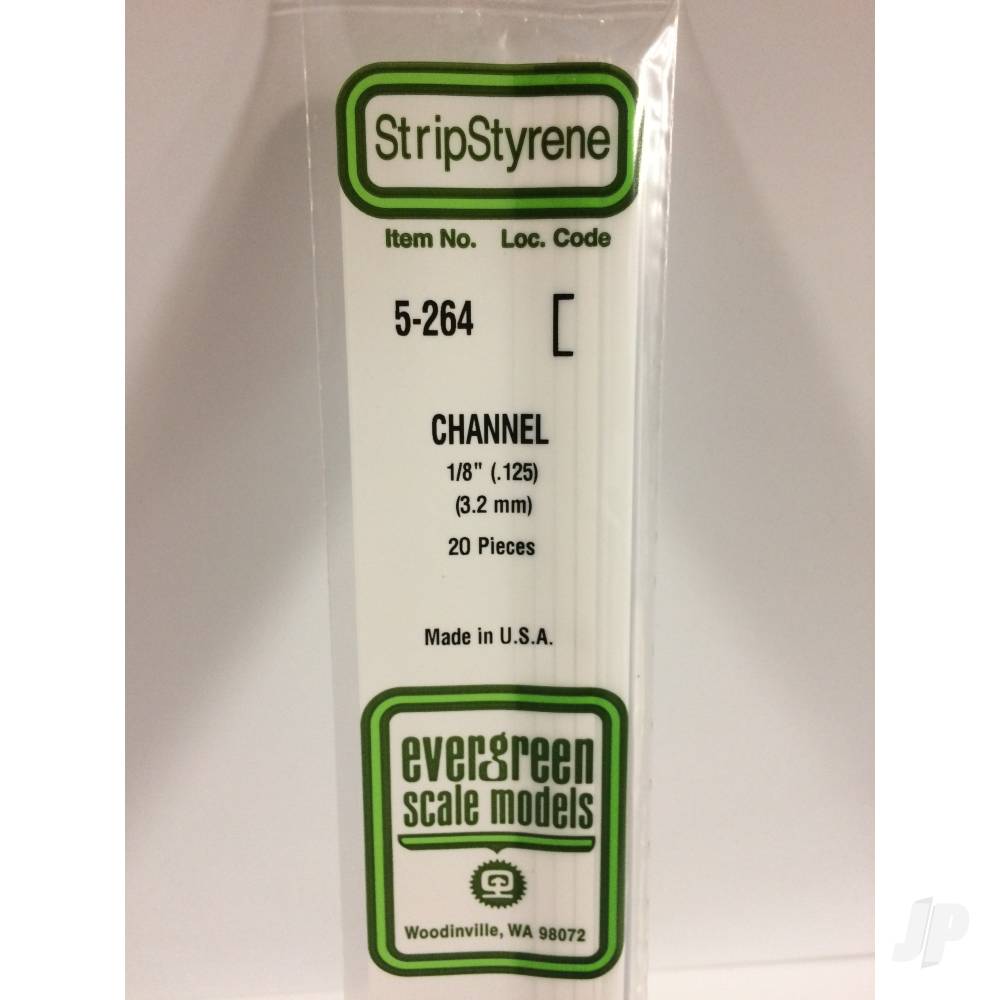 StripStyrene
Item No. Loc. Code
5-264
CHANNEL
1/8" (.125)
(3.2 mm)
20 Pieces
Made in U.S.A.
evergreen
scale models
Woodinville, WA 98072
JP